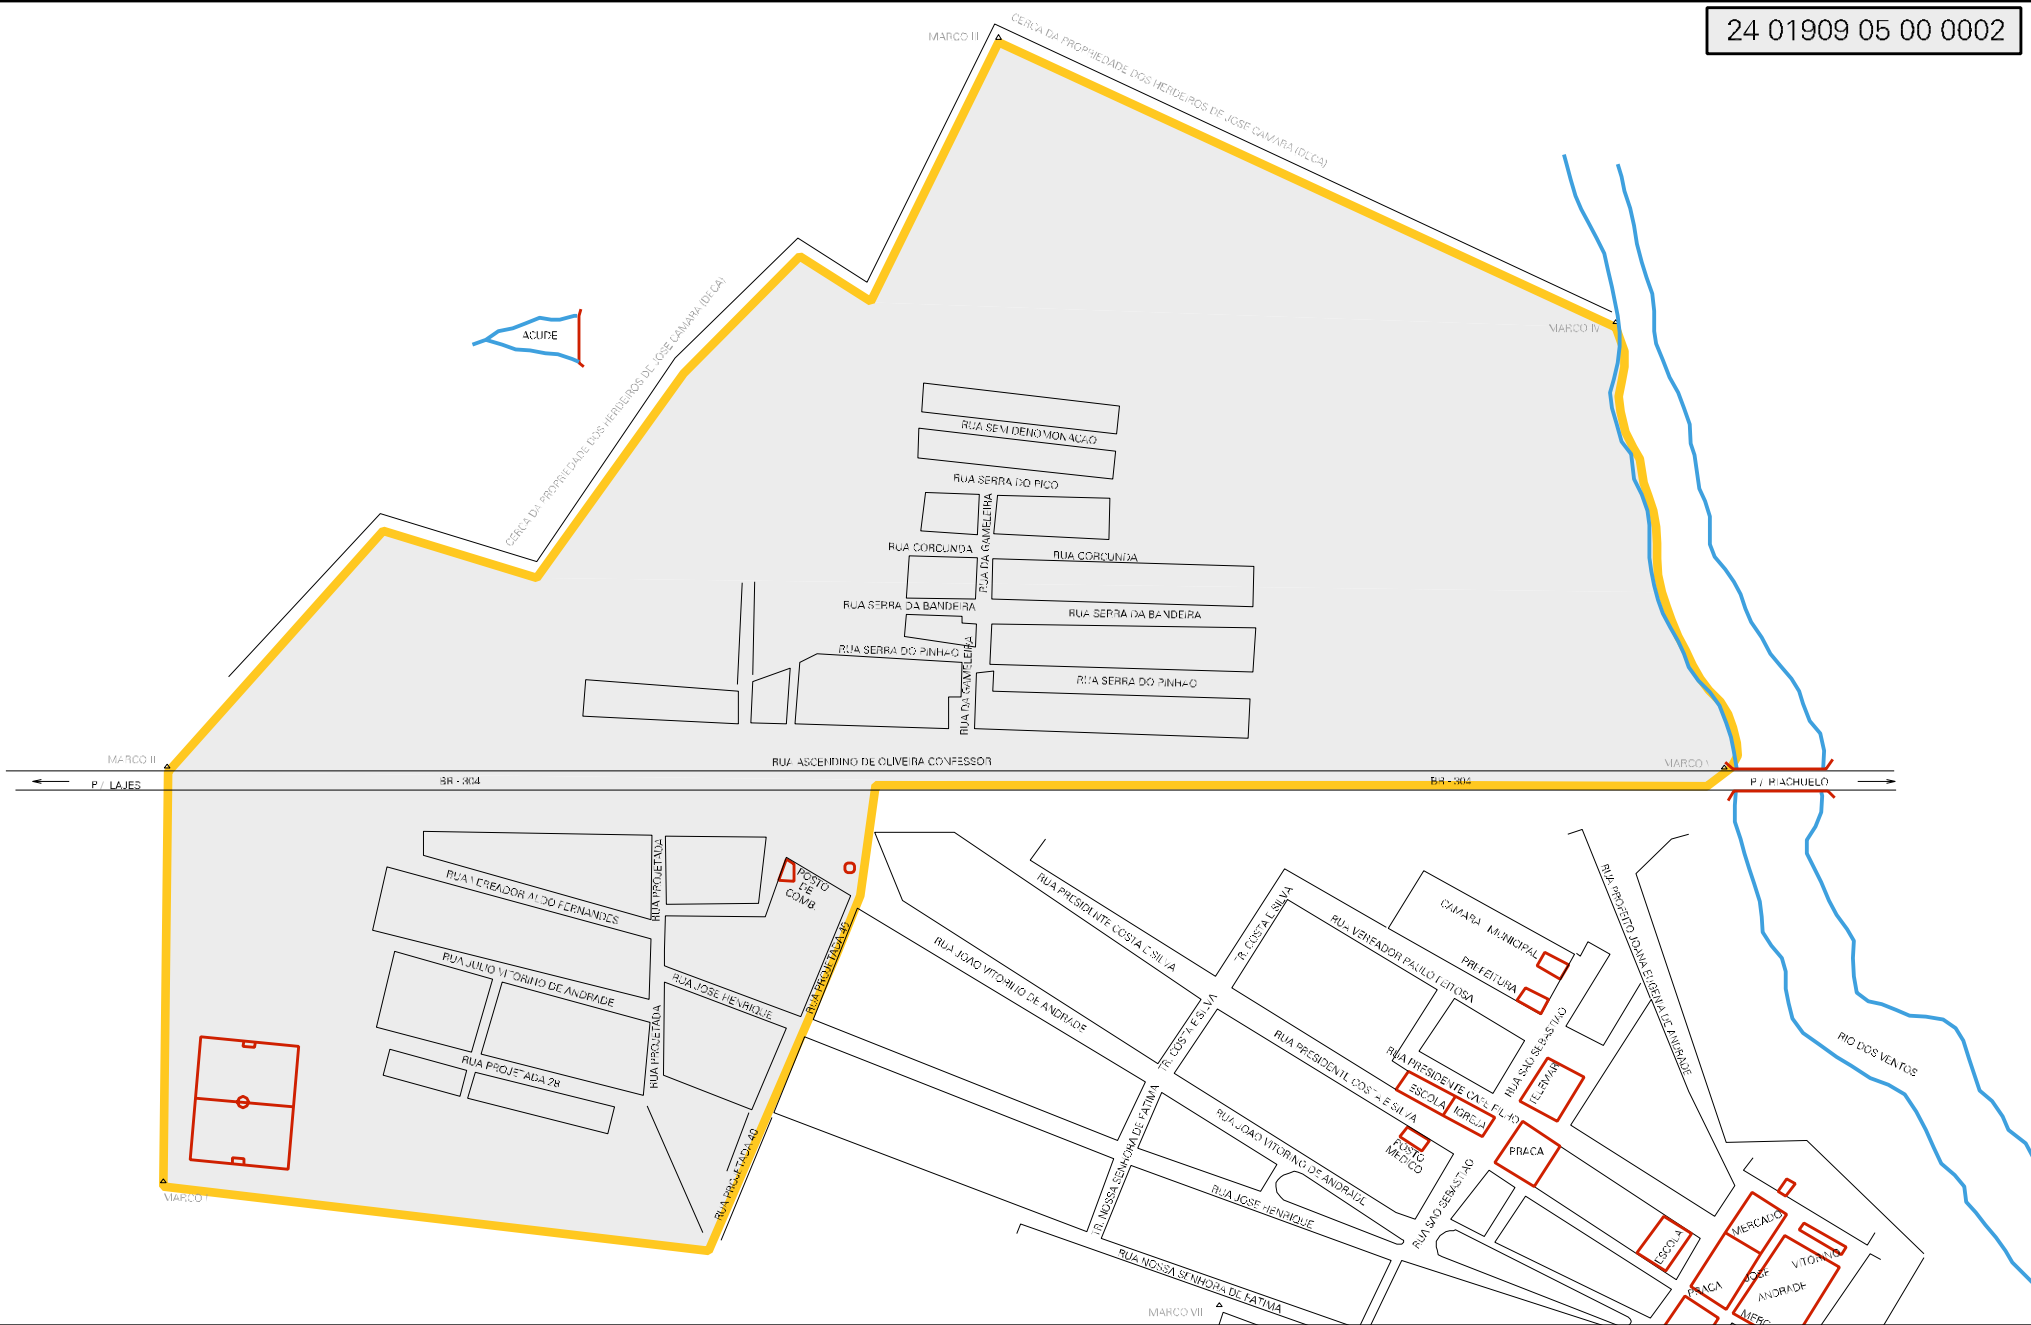 24 01909 05 00 0002
MARCO III
CERCA DA PROPRIEDADE DOS HERDEIROS DE JOSE CAMARA (DECA)
CERCA DA PROPRIEDADE DOS HERDEIROS DE JOSE CAMARA (DECA)
ACUDE
MARCO IV
RUA SEM DENOMONACAO
RUA SERRA DO PICO
RUA DA GAMELEIRA
RUA CORCUNDA
RUA CORCUNDA
RUA SERRA DA BANDEIRA
RUA SERRA DA BANDEIRA
RUA SERRA DO PINHAO
RUA DA GAMELEIRA
RUA SERRA DO PINHAO
MARCO II
RUA ASCENDINO DE OLIVEIRA CONFESSOR
MARCO V
P/ LAJES
BR - 304
BR - 304
P/ RIACHUELO
RUA PROJETADA
RUA VEREADOR ALDO FERNANDES
POSTO
DE
COMB.
RUA PROJETADA 40
RUA JULIO VITORINO DE ANDRADE
RUA JOSE HENRIQUE
RUA PROJETADA
RUA PROJETADA 28
RUA PROJETADA 40
MARCO I
RUA PRESIDENTE COSTA E SILVA
TR. COSTA E SILVA
RUA JOAO VITORINO DE ANDRADE
RUA VEREADOR PAULO FEITOSA
CAMARA MUNICIPAL
PREFEITURA
RUA PROFEITO JOANA EUGENIA DE ANDRADE
TR. COSTA E SILVA
RUA PRESIDENTE COSTA E SILVA
RUA PRESIDENTE CAFE FILHO
RUA SAO SEBASTIAO
TELEMAR
RIO DOS VENTOS
ESCOLA
IGREJA
POSTO
MEDICO
PRACA
RUA JOAO VITORINO DE ANDRADE
TR. NOSSA SENHORA DE FATIMA
RUA JOSE HENRIQUE
RUA SAO SEBASTIAO
RUA NOSSA SENHORA DE FATIMA
MARCO VII
ESCOLA
MERCADO
PRACA
JOSE
VITORINO
ANDRADE